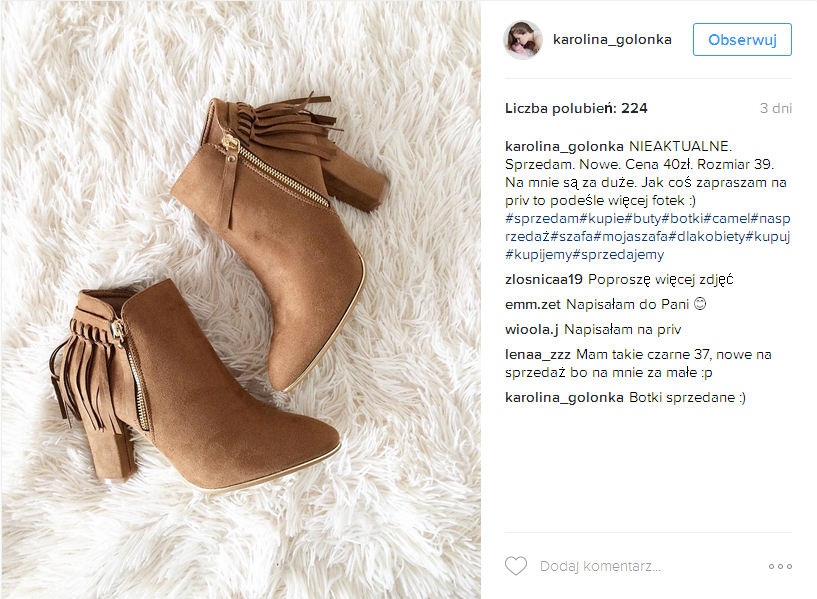 karolina_golonka
Obserwuj
Liczba polubień: 224
3 dni
karolina_golonka NIEAKTUALNE.
Sprzedam. Nowe. Cena 40zł. Rozmiar 39.
Na mnie są za duże. Jak coś zapraszam na
priv to podeśle więcej fotek :)
#sprzedam#kupie#buty#botki#camel#nasp
rzedaż#szafa#mojaszafa#dlakobiety#kupuj
#kupijemy#sprzedajemy
zlosnicaa19 Poproszę więcej zdjęć
emm.zet Napisałam do Pani 😊
wioola.j Napisałam na priv
lenaa_zzz Mam takie czarne 37, nowe na
sprzedaż bo na mnie za małe :p
karolina_golonka Botki sprzedane :)
Dodaj komentarz...